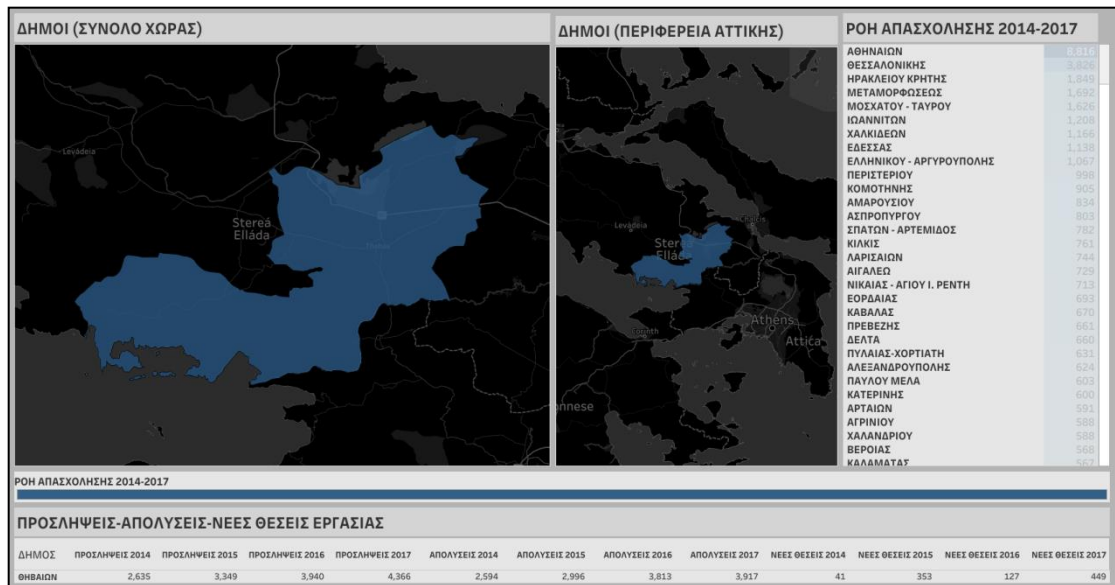 ΔΗΜΟΙ (ΣΥΝΟΛΟ ΧΩΡΑΣ)
Levádeia
Stereá
Elláda
Thebes
ΔΗΜΟΙ (ΠΕΡΙΦΕΡΕΙΑ ΑΤΤΙΚΗΣ)
Levádeia
Chalcis
Stereá
Elláda
Athens
Corinth
Attica
nnese
ΡΟΗ ΑΠΑΣΧΟΛΗΣΗΣ 2014-2017
ΑΘΗΝΑΙΩΝ 8,816
ΘΕΣΣΑΛΟΝΙΚΗΣ 3,826
ΗΡΑΚΛΕΙΟΥ ΚΡΗΤΗΣ 1,849
ΜΕΤΑΜΟΡΦΩΣΕΩΣ 1,692
ΜΟΣΧΑΤΟΥ - ΤΑΥΡΟΥ 1,626
ΙΩΑΝΝΙΤΩΝ 1,208
ΧΑΛΚΙΔΕΩΝ 1,166
ΕΔΕΣΣΑΣ 1,138
ΕΛΛΗΝΙΚΟΥ - ΑΡΓΥΡΟΥΠΟΛΗΣ 1,067
ΠΕΡΙΣΤΕΡΙΟΥ 998
ΚΟΜΟΤΗΝΗΣ 905
ΑΜΑΡΟΥΣΙΟΥ 834
ΑΣΠΡΟΠΥΡΓΟΥ 803
ΣΠΑΤΩΝ - ΑΡΤΕΜΙΔΟΣ 782
ΚΙΛΚΙΣ 761
ΛΑΡΙΣΑΙΩΝ 744
ΑΙΓΑΛΕΩ 729
ΝΙΚΑΙΑΣ - ΑΓΙΟΥ Ι. ΡΕΝΤΗ 713
ΕΟΡΔΑΙΑΣ 693
ΚΑΒΑΛΑΣ 670
ΠΡΕΒΕΖΗΣ 661
ΔΕΛΤΑ 660
ΠΥΛΑΙΑΣ-ΧΟΡΤΙΑΤΗ 631
ΑΛΕΞΑΝΔΡΟΥΠΟΛΗΣ 624
ΠΑΥΛΟΥ ΜΕΛΑ 603
ΚΑΤΕΡΙΝΗΣ 600
ΑΡΤΑΙΩΝ 591
ΑΓΡΙΝΙΟΥ 588
ΧΑΛΑΝΔΡΙΟΥ 588
ΒΕΡΟΙΑΣ 568
ΚΑΛΑΜΑΤΑΣ 567
ΡΟΗ ΑΠΑΣΧΟΛΗΣΗΣ 2014-2017
ΠΡΟΣΛΗΨΕΙΣ-ΑΠΟΛΥΣΕΙΣ-ΝΕΕΣ ΘΕΣΕΙΣ ΕΡΓΑΣΙΑΣ
ΔΗΜΟΣ ΠΡΟΣΛΗΨΕΙΣ 2014 ΠΡΟΣΛΗΨΕΙΣ 2015 ΠΡΟΣΛΗΨΕΙΣ 2016 ΠΡΟΣΛΗΨΕΙΣ 2017 ΑΠΟΛΥΣΕΙΣ 2014 ΑΠΟΛΥΣΕΙΣ 2015 ΑΠΟΛΥΣΕΙΣ 2016 ΑΠΟΛΥΣΕΙΣ 2017 ΝΕΕΣ ΘΕΣΕΙΣ 2014 ΝΕΕΣ ΘΕΣΕΙΣ 2015 ΝΕΕΣ ΘΕΣΕΙΣ 2016 ΝΕΕΣ ΘΕΣΕΙΣ 2017
ΘΗΒΑΙΩΝ 2,635 3,349 3,940 4,366 2,594 2,996 3,813 3,917 41 353 127 449